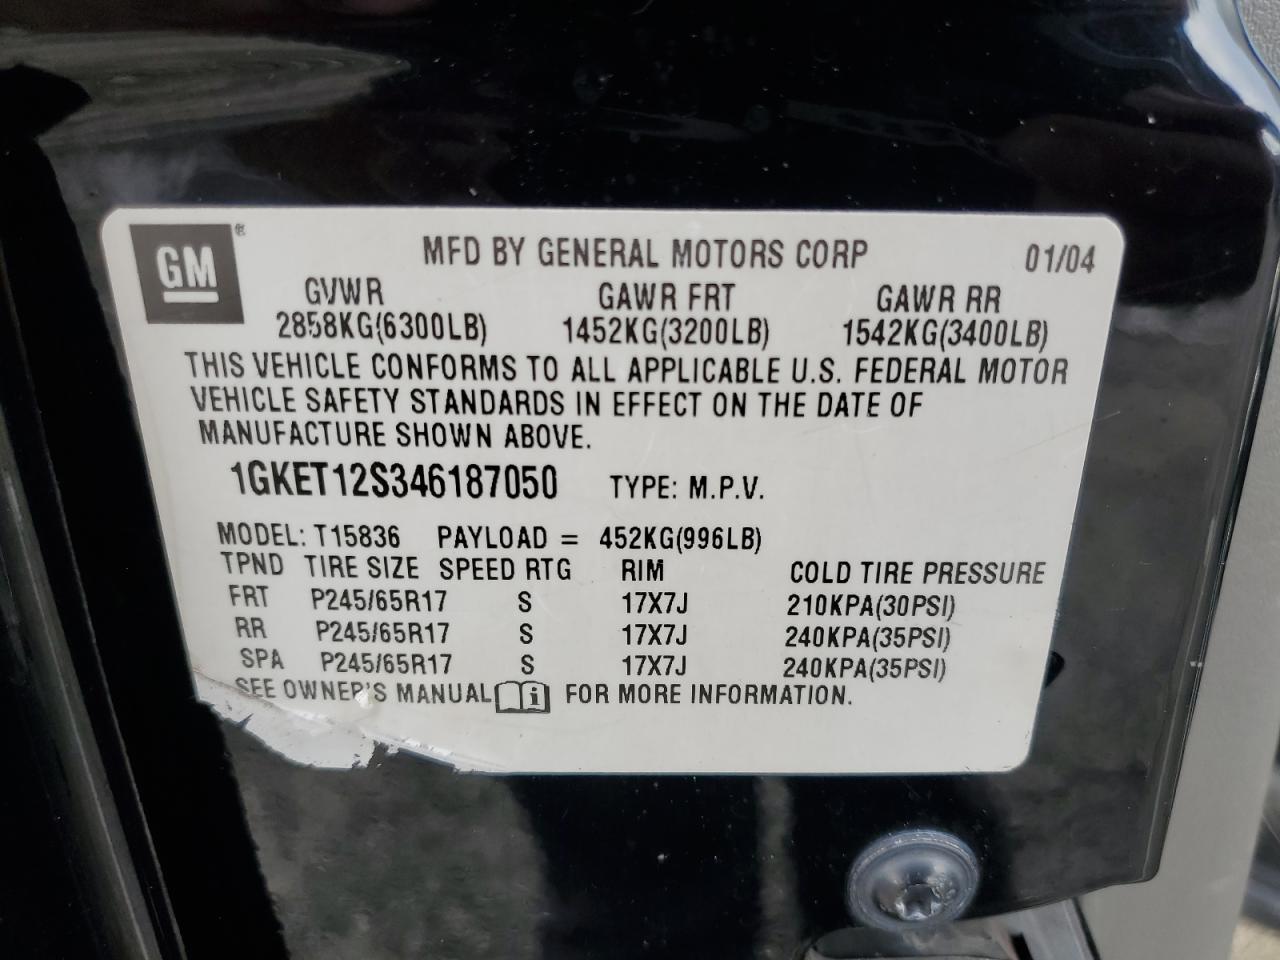 GM®
MFD BY GENERAL MOTORS CORP 01/04
GVWR GAWR FRT GAWR RR
2858KG(6300LB) 1452KG(3200LB) 1542KG(3400LB)
THIS VEHICLE CONFORMS TO ALL APPLICABLE U.S. FEDERAL MOTOR
VEHICLE SAFETY STANDARDS IN EFFECT ON THE DATE OF
MANUFACTURE SHOWN ABOVE.
1GKET12S346187050 TYPE: M.P.V.
MODEL: T15836 PAYLOAD = 452KG(996LB)
TPND TIRE SIZE SPEED RTG RIM COLD TIRE PRESSURE
FRT P245/65R17 S 17X7J 210KPA(30PSI)
RR P245/65R17 S 17X7J 240KPA(35PSI)
SPA P245/65R17 S 17X7J 240KPA(35PSI)
SEE OWNER'S MANUAL i FOR MORE INFORMATION.